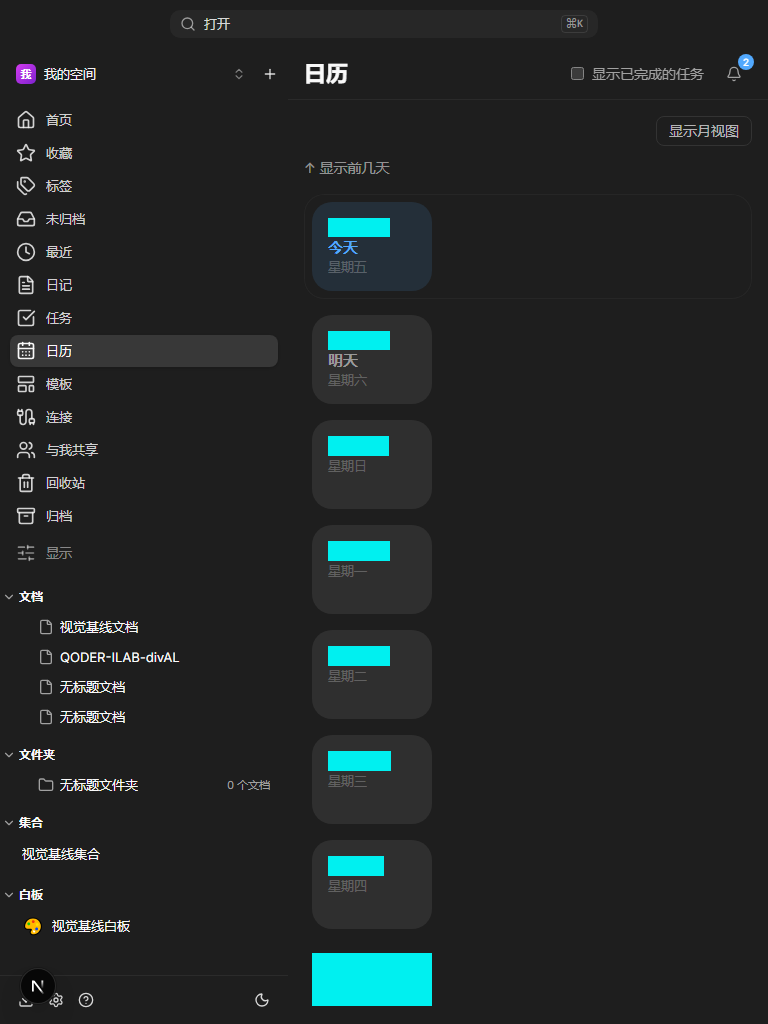 打开
⌘K
我 我的空间
首页
收藏
标签
未归档
最近
日记
任务
日历
模板
连接
与我共享
回收站
归档
显示
文档
视觉基线文档
QODER-ILAB-divAL
无标题文档
无标题文档
文件夹
无标题文件夹 0 个文档
集合
视觉基线集合
白板
视觉基线白板
N
日历
显示已完成的任务
2
显示月视图
显示前几天
今天
星期五
明天
星期六
星期日
星期一
星期二
星期三
星期四